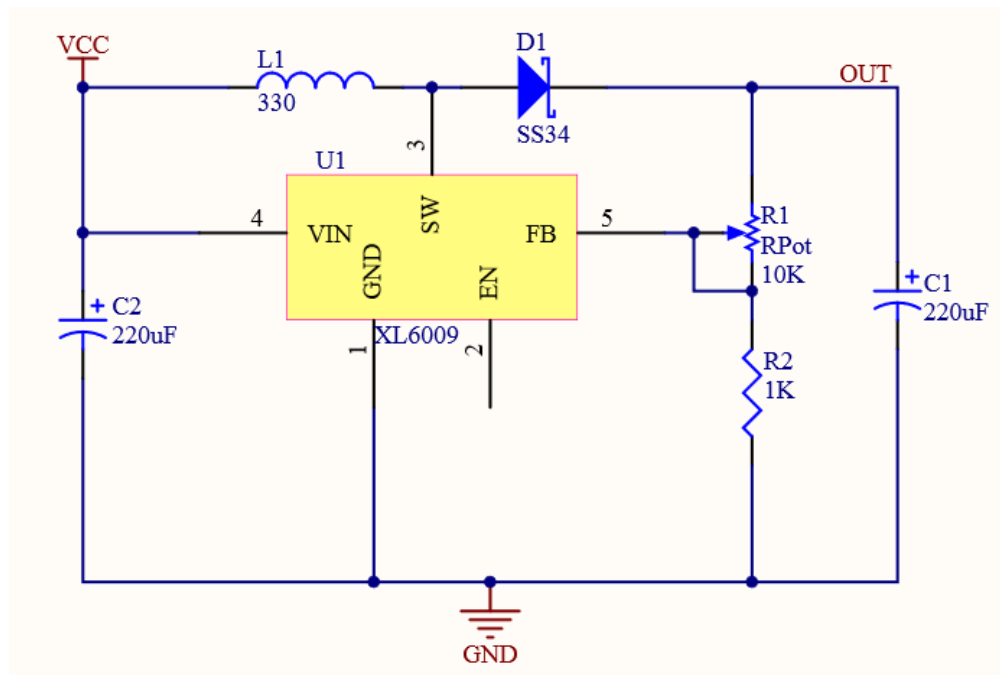 VCC
L1
330
D1
SS34
OUT
U1
3
4
VIN
SW
FB
5
GND
EN
R1
RPot
10K
C2
220uF
C1
220uF
XL6009
1
2
R2
1K
GND